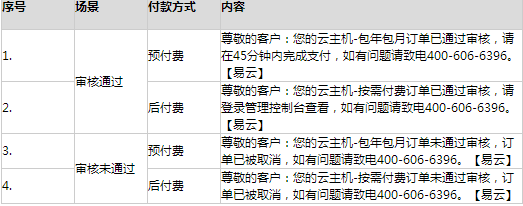 序号 场景 付款方式 内容
1. 审核通过 预付费 尊敬的客户：您的云主机-包年包月订单已通过审核，请
在45分钟内完成支付，如有问题请致电400-606-6396。
【易云】
2. 后付费 尊敬的客户：您的云主机-按需付费订单已通过审核，请
登录管理控制台查看，如有问题请致电400-606-6396。
【易云】
3. 审核未通过 预付费 尊敬的客户：您的云主机-包年包月订单未通过审核，订
单已被取消，如有问题请致电400-606-6396。【易云】
4. 后付费 尊敬的客户：您的云主机-按需付费订单未通过审核，订
单已被取消，如有问题请致电400-606-6396。【易云】